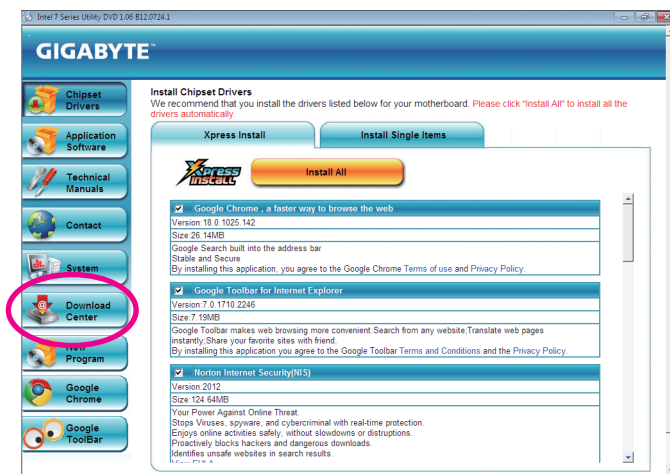 Intel 7 Series Utility DVD 1.06 B12.0724.1
GIGABYTE™
Chipset
Drivers
Application
Software
Technical
Manuals
Contact
System
Download
Center
New
Program
Google
Chrome
Google
ToolBar
Install Chipset Drivers
We recommend that you install the drivers listed below for your motherboard. Please click "Install All" to install all the
drivers automatically.
Xpress Install
Install Single Items
Xpress
Install
Install All
Google Chrome , a faster way to browse the web
Version:18.0.1025.142
Size:26.14MB
Google Search built into the address bar
Stable and Secure
By installing this application, you agree to the Google Chrome Terms of use and Privacy Policy.
Google Toolbar for Internet Explorer
Version:7.0.1710.2246
Size:7.19MB
Google Toolbar makes web browsing more convenient:Search from any website;Translate web pages
instantly;Share your favorite sites with friend.
By installing this application you agree to the Google Toolbar Terms and Conditions and the Privacy Policy.
Norton Internet Security(NIS)
Version:2012
Size:124.64MB
Your Power Against Online Threat.
Stops Viruses, spyware, and cybercriminal with real-time protection.
Enjoys online activities safely, without slowdowns or distruptions.
Proactively blocks hackers and dangerous downloads.
Identifies unsafe websites in search results.
View EULA